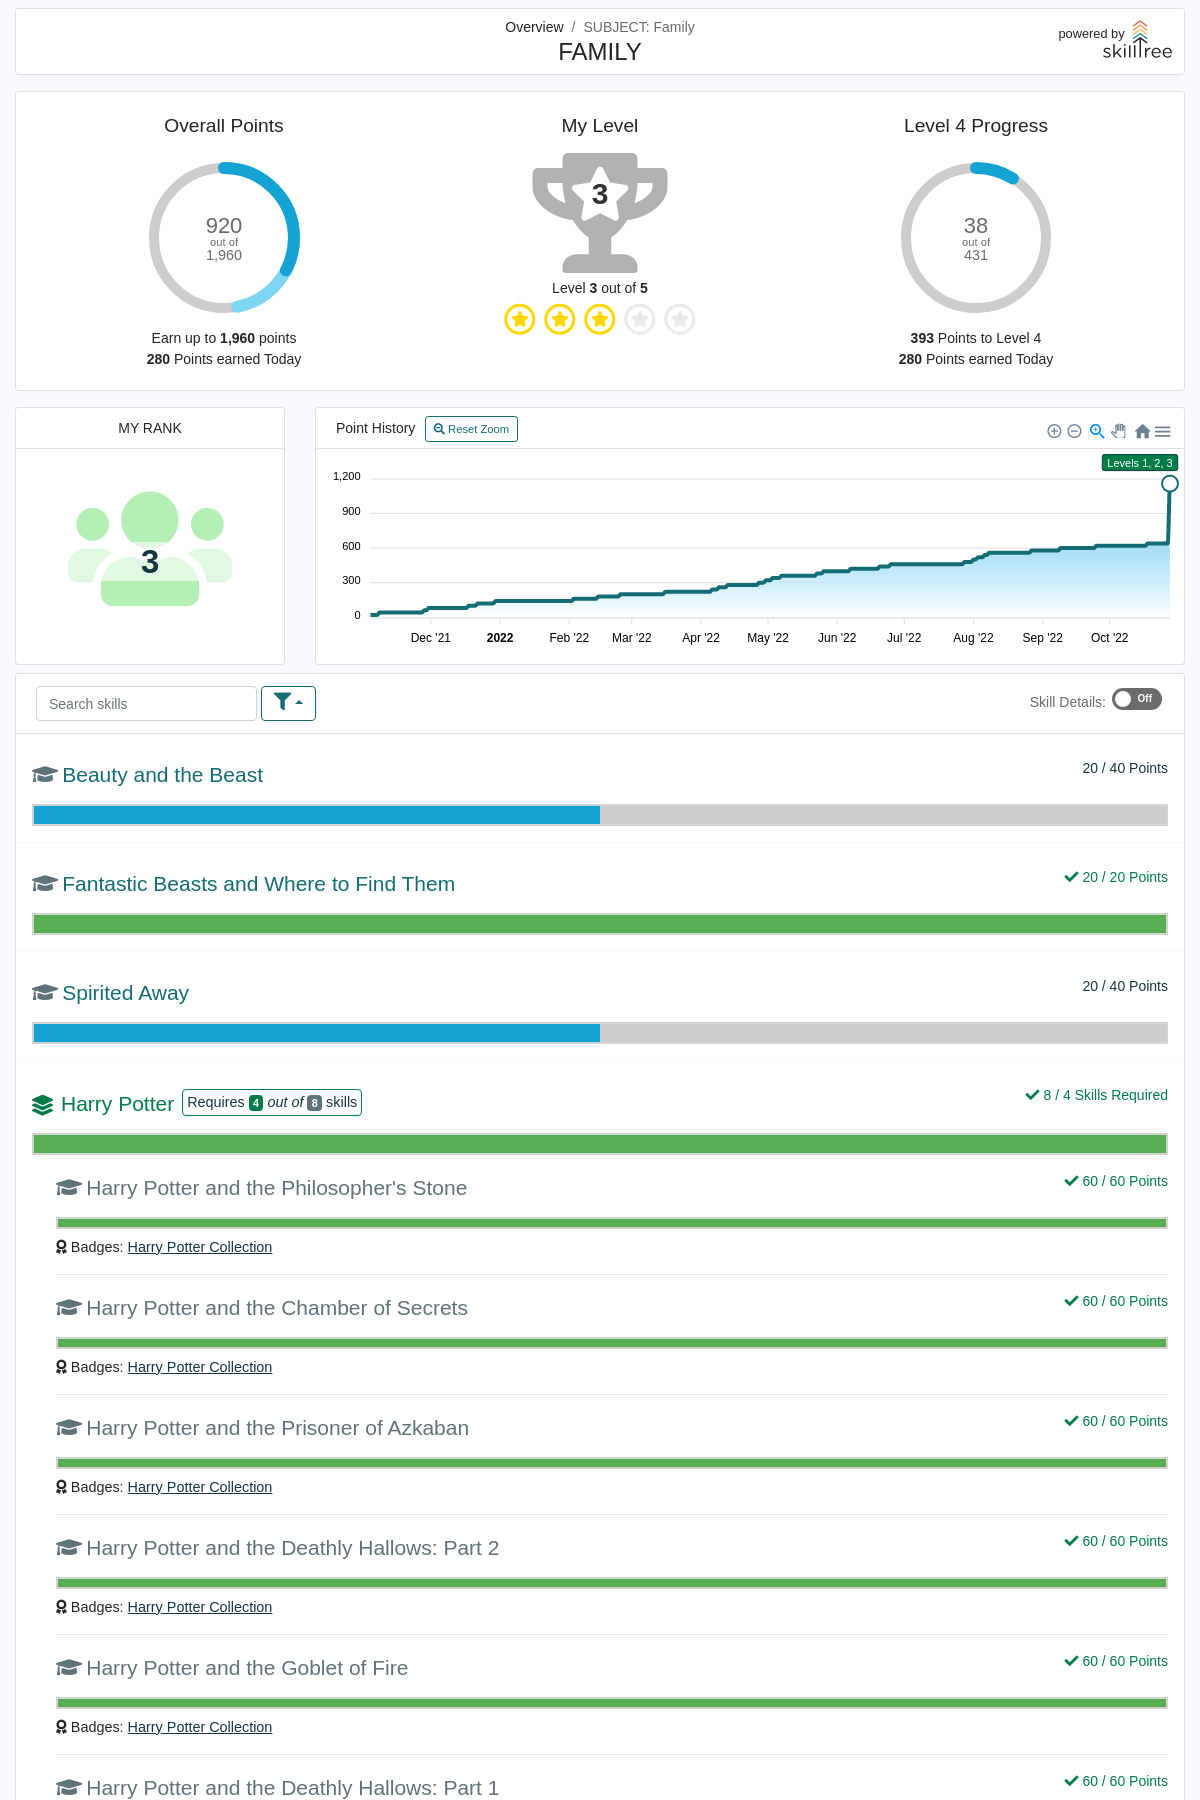 Overview / SUBJECT: Family
FAMILY
powered by
skilltree
Overall Points
920
out of
1,960
Earn up to 1,960 points
280 Points earned Today
My Level
3
Level 3 out of 5
Level 4 Progress
38
out of
431
393 Points to Level 4
280 Points earned Today
MY RANK
3
Point History
Reset Zoom
Levels 1, 2, 3
1,200
900
600
300
0
Dec '21 2022 Feb '22 Mar '22 Apr '22 May '22 Jun '22 Jul '22 Aug '22 Sep '22 Oct '22
Search skills
Skill Details: Off
Beauty and the Beast 20 / 40 Points
Fantastic Beasts and Where to Find Them 20 / 20 Points
Spirited Away 20 / 40 Points
Harry Potter Requires 4 out of 8 skills 8 / 4 Skills Required
Harry Potter and the Philosopher's Stone 60 / 60 Points
Badges: Harry Potter Collection
Harry Potter and the Chamber of Secrets 60 / 60 Points
Badges: Harry Potter Collection
Harry Potter and the Prisoner of Azkaban 60 / 60 Points
Badges: Harry Potter Collection
Harry Potter and the Deathly Hallows: Part 2 60 / 60 Points
Badges: Harry Potter Collection
Harry Potter and the Goblet of Fire 60 / 60 Points
Badges: Harry Potter Collection
Harry Potter and the Deathly Hallows: Part 1 60 / 60 Points